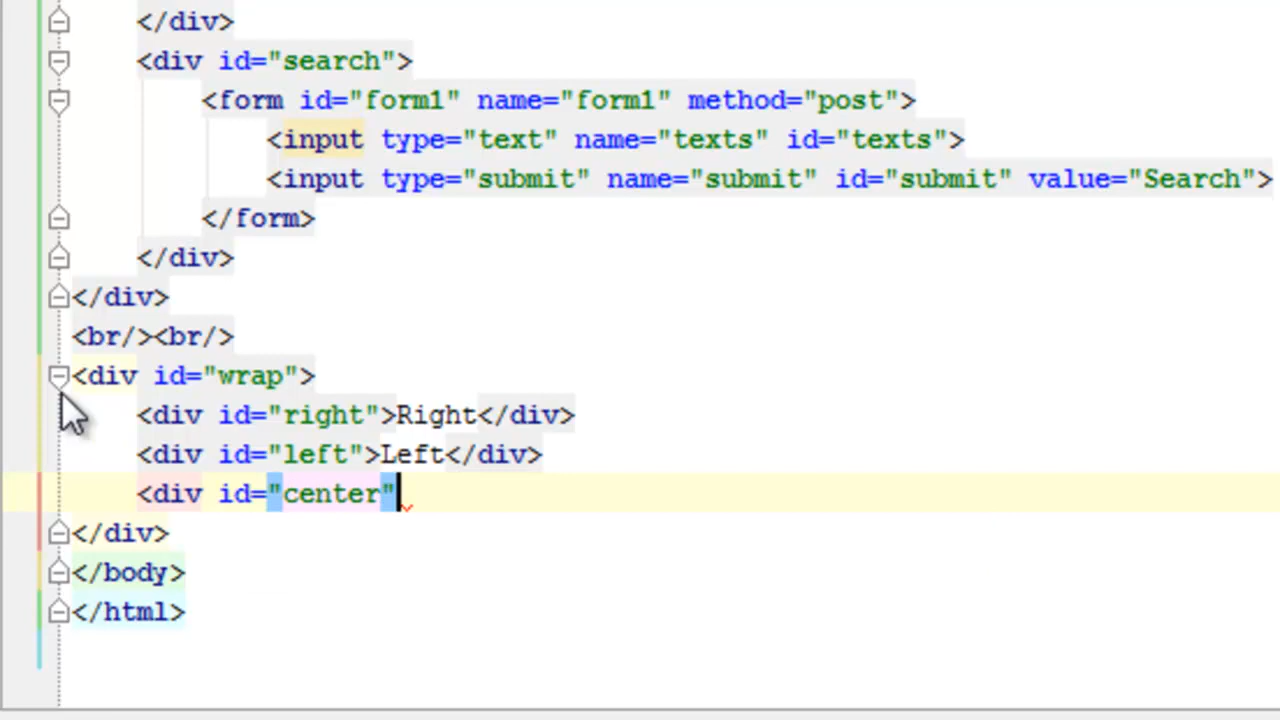 </div>
<div id="search">
<form id="form1" name="form1" method="post">
<input type="text" name="texts" id="texts">
<input type="submit" name="submit" id="submit" value="Search">
</form>
</div>
</div>
<br/><br/>
<div id="wrap">
<div id="right">Right</div>
<div id="left">Left</div>
<div id="center"
</div>
</body>
</html>